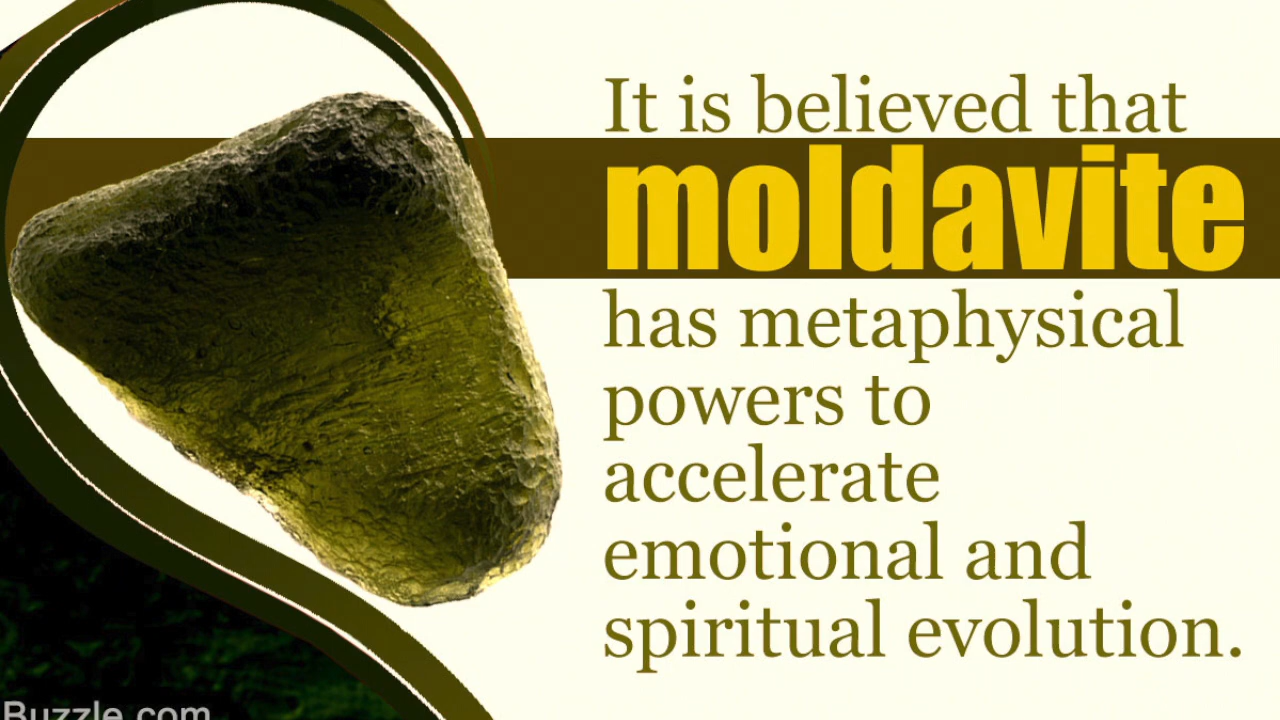 It is believed that
moldavite
has metaphysical
powers to
accelerate
emotional and
spiritual evolution.
Buzzle.com